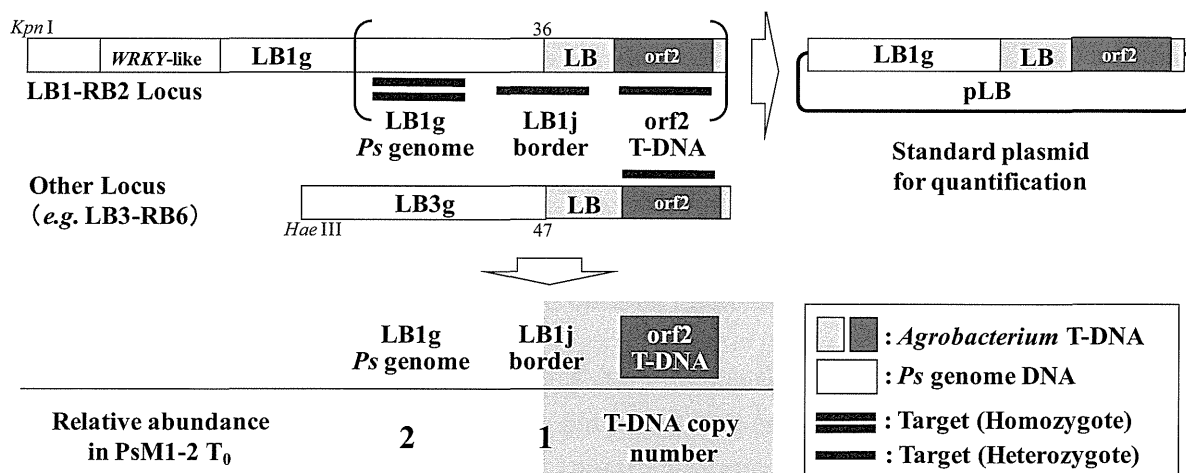 Kpn I
36
WRKY-like
LB1g
LB
orf2
LB1g
LB
orf2
LB1-RB2 Locus
pLB
LB1g
Ps genome
LB1j
border
orf2
T-DNA
Standard plasmid
for quantification
Other Locus
(e.g. LB3-RB6)
LB3g
LB
orf2
Hae III
47
LB1g
Ps genome
LB1j
border
orf2
T-DNA
Relative abundance
in PsM1-2 T0
2
1
T-DNA copy
number
: Agrobacterium T-DNA
: Ps genome DNA
: Target (Homozygote)
: Target (Heterozygote)